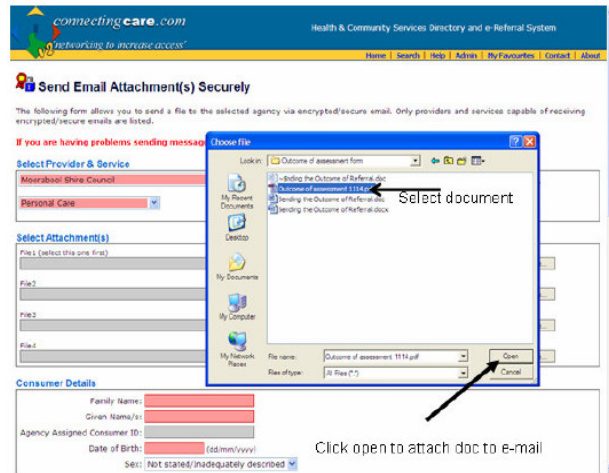 connectingcare.com
'networking to increase access'
Health & Community Services Directory and e-Referral System
Home | Search | Help | Admin | My Favourites | Contact | About
Send Email Attachment(s) Securely
The following form allows you to send a file to the selected agency via encrypted/secure email. Only providers and services capable of receiving
encrypted/secure emails are listed.
If you are having problems sending messag
Select Provider & Service
Moorabool Shire Council
Personal Care
Select Attachment(s)
File1 (select this one first)
File2
File3
File4
Choose file
Look in:
Outcome of assessment form
~$nding the Outcome of Referral.doc
Outcome of assessment 1114.p
Sending the Outcome of Referral.doc
Sending the Outcome of Referral.docx
Select document
My Recent
Documents
Desktop
My Documents
My Computer
My Network
Places
File name:
Outcome of assessment 1114.pdf
Open
Files of type:
All Files (*.*)
Cancel
Consumer Details
Family Name:
Given Name/s:
Agency Assigned Consumer ID:
Date of Birth:
(dd/mm/yyyy)
Sex:
Not stated/inadequately described
Click open to attach doc to e-mail